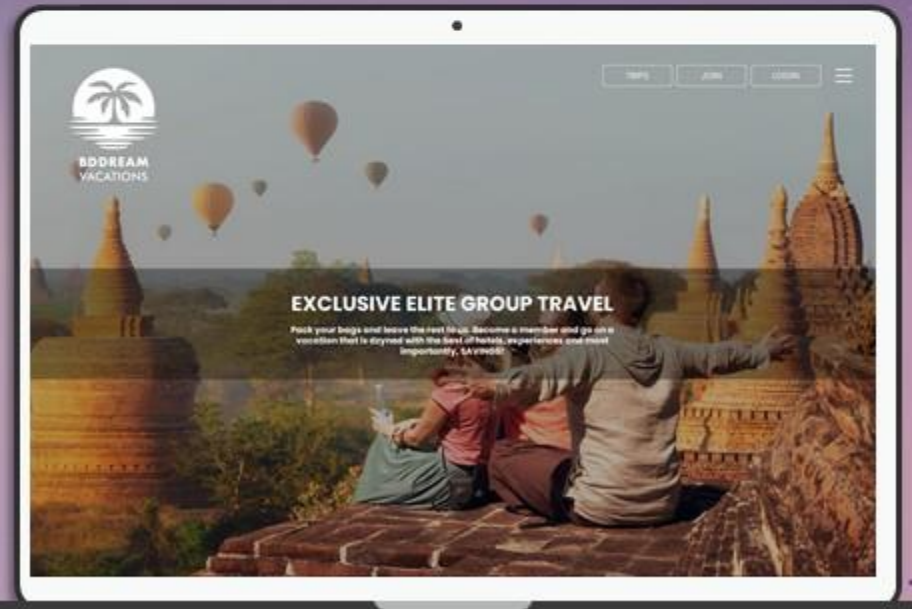 TRIPS
JOIN
LOGIN
BDDREAM
VACATIONS
EXCLUSIVE ELITE GROUP TRAVEL
Pack your bags and leave the rest to us. Become a member and go on a
vacation that is dzyned with the best of hotels, experiences and most
importantly, SAVINGS!